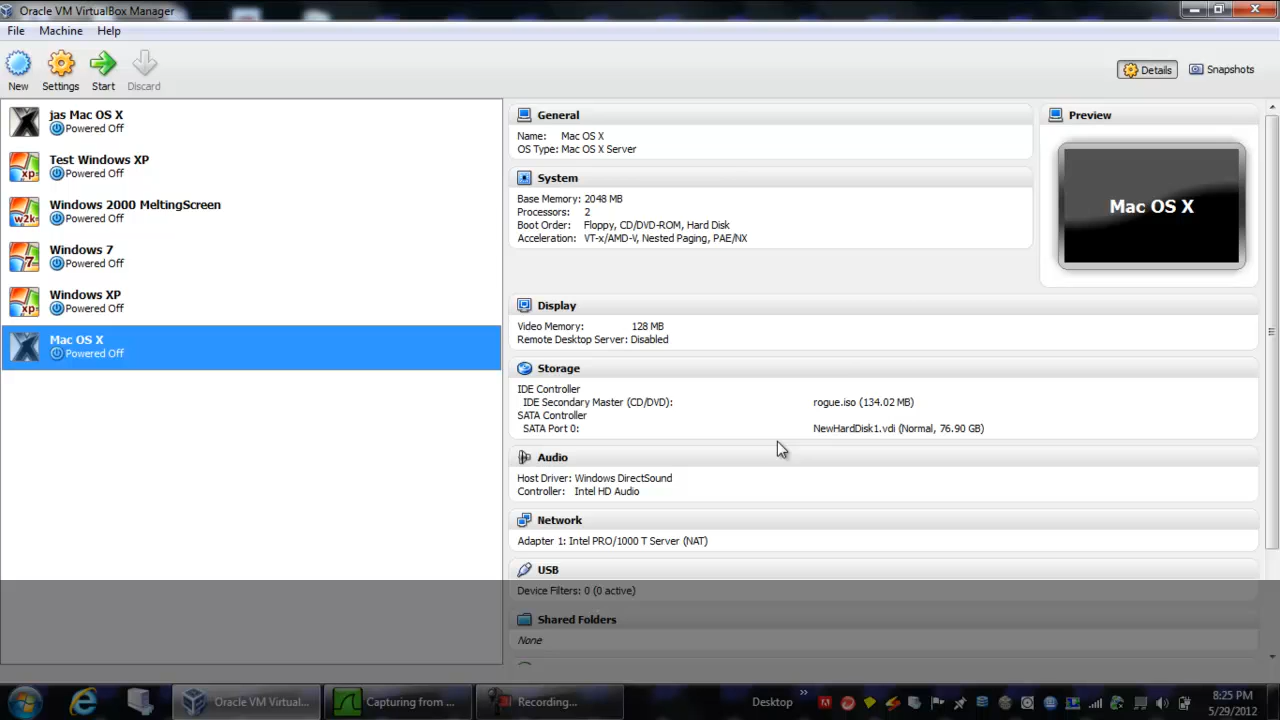 Oracle VM VirtualBox Manager
File Machine Help
New Settings Start Discard
Details Snapshots
jas Mac OS X
Powered Off
Test Windows XP
Powered Off
Windows 2000 MeltingScreen
Powered Off
Windows 7
Powered Off
Windows XP
Powered Off
Mac OS X
Powered Off
General
Name: Mac OS X
OS Type: Mac OS X Server
System
Base Memory: 2048 MB
Processors: 2
Boot Order: Floppy, CD/DVD-ROM, Hard Disk
Acceleration: VT-x/AMD-V, Nested Paging, PAE/NX
Preview
Mac OS X
Display
Video Memory: 128 MB
Remote Desktop Server: Disabled
Storage
IDE Controller
IDE Secondary Master (CD/DVD): rogue.iso (134.02 MB)
SATA Controller
SATA Port 0: NewHardDisk1.vdi (Normal, 76.90 GB)
Audio
Host Driver: Windows DirectSound
Controller: Intel HD Audio
Network
Adapter 1: Intel PRO/1000 T Server (NAT)
USB
Device Filters: 0 (0 active)
Shared Folders
None
Oracle VM Virtual... Capturing from ... Recording... Desktop
8:25 PM
5/29/2012